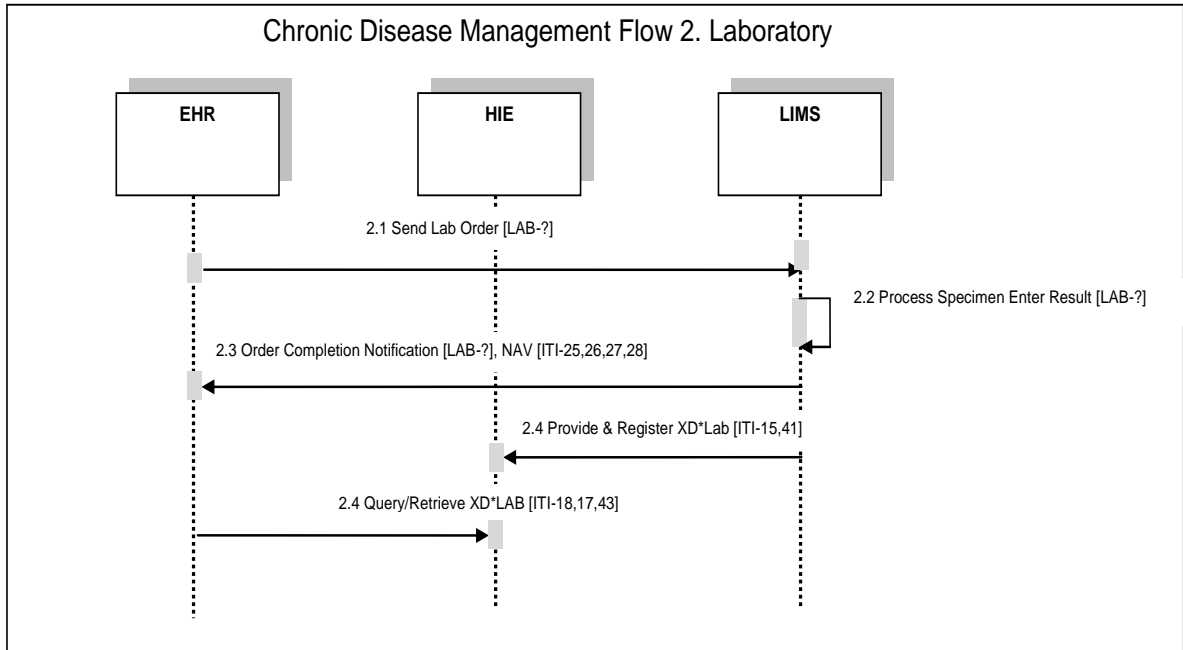 Chronic Disease Management Flow 2. Laboratory
EHR
HIE
LIMS
2.1 Send Lab Order [LAB-?]
2.2 Process Specimen Enter Result [LAB-?]
2.3 Order Completion Notification [LAB-?], NAV [ITI-25,26,27,28]
2.4 Provide & Register XD*Lab [ITI-15,41]
2.4 Query/Retrieve XD*LAB [ITI-18,17,43]